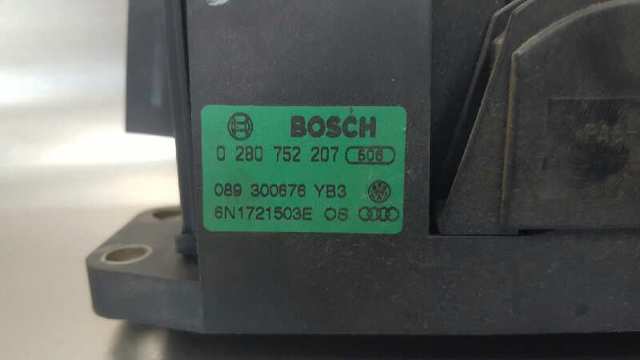 BOSCH
0 280 752 207 606
089 300676 YB3
6N1721503E OS